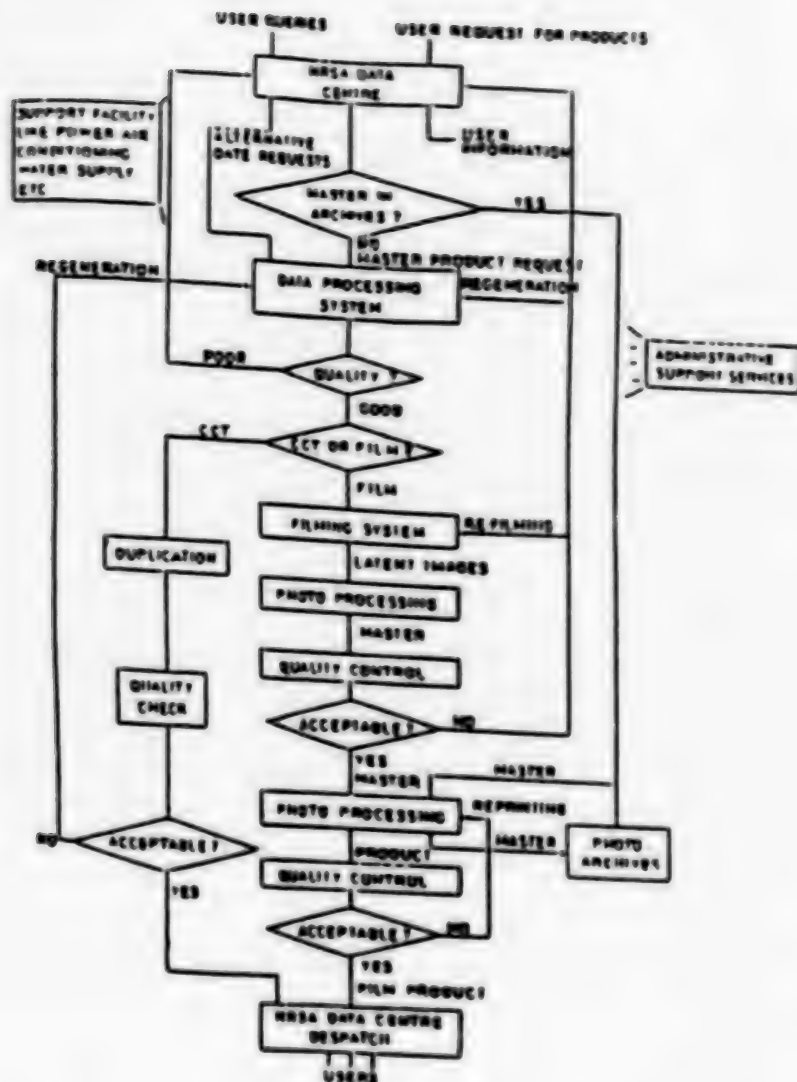 USER QUERIES
USER REQUEST FOR PRODUCTS
NRSA DATA
CENTRE
SUPPORT FACILITY
LIKE POWER AIR
CONDITIONING
WATER SUPPLY
ETC
ALTERNATIVE
DATE REQUESTS
USER
INFORMATION
MASTER IN
ARCHIVES ?
YES
NO
MASTER PRODUCT REQUEST
REGENERATION
DATA PROCESSING
SYSTEM
REGENERATION
POOR
QUALITY ?
ADMINISTRATIVE
SUPPORT SERVICES
GOOD
CCT
CCT OR FILM ?
FILM
FILMING SYSTEM
REFILMING
DUPLICATION
LATENT IMAGES
PHOTO PROCESSING
MASTER
QUALITY CONTROL
QUALITY
CHECK
ACCEPTABLE ?
NO
YES
MASTER
MASTER
PHOTO PROCESSING
REPRINTING
NO
ACCEPTABLE ?
PRODUCT
MASTER
PHOTO
ARCHIVES
QUALITY CONTROL
YES
ACCEPTABLE ?
NO
YES
FILM PRODUCT
NRSA DATA CENTRE
DESPATCH
USERS